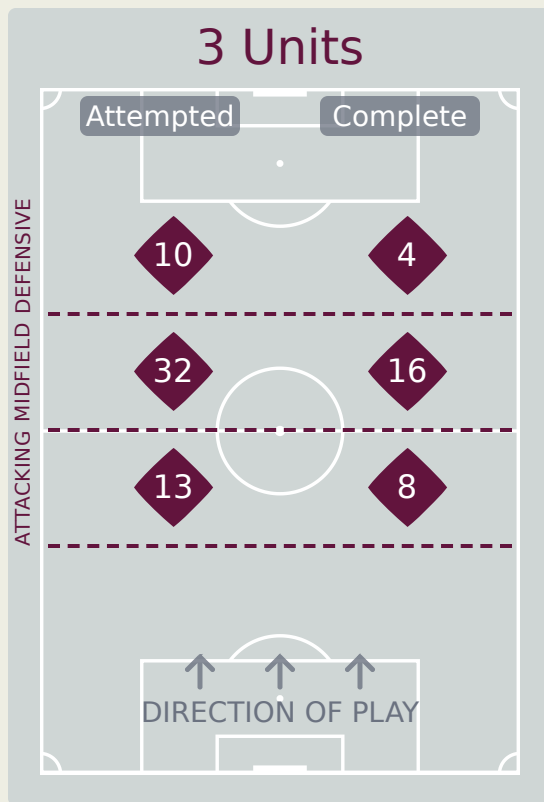 3 Units
Attempted Complete
ATTACKING MIDFIELD DEFENSIVE
10 4
32 16
13 8
DIRECTION OF PLAY